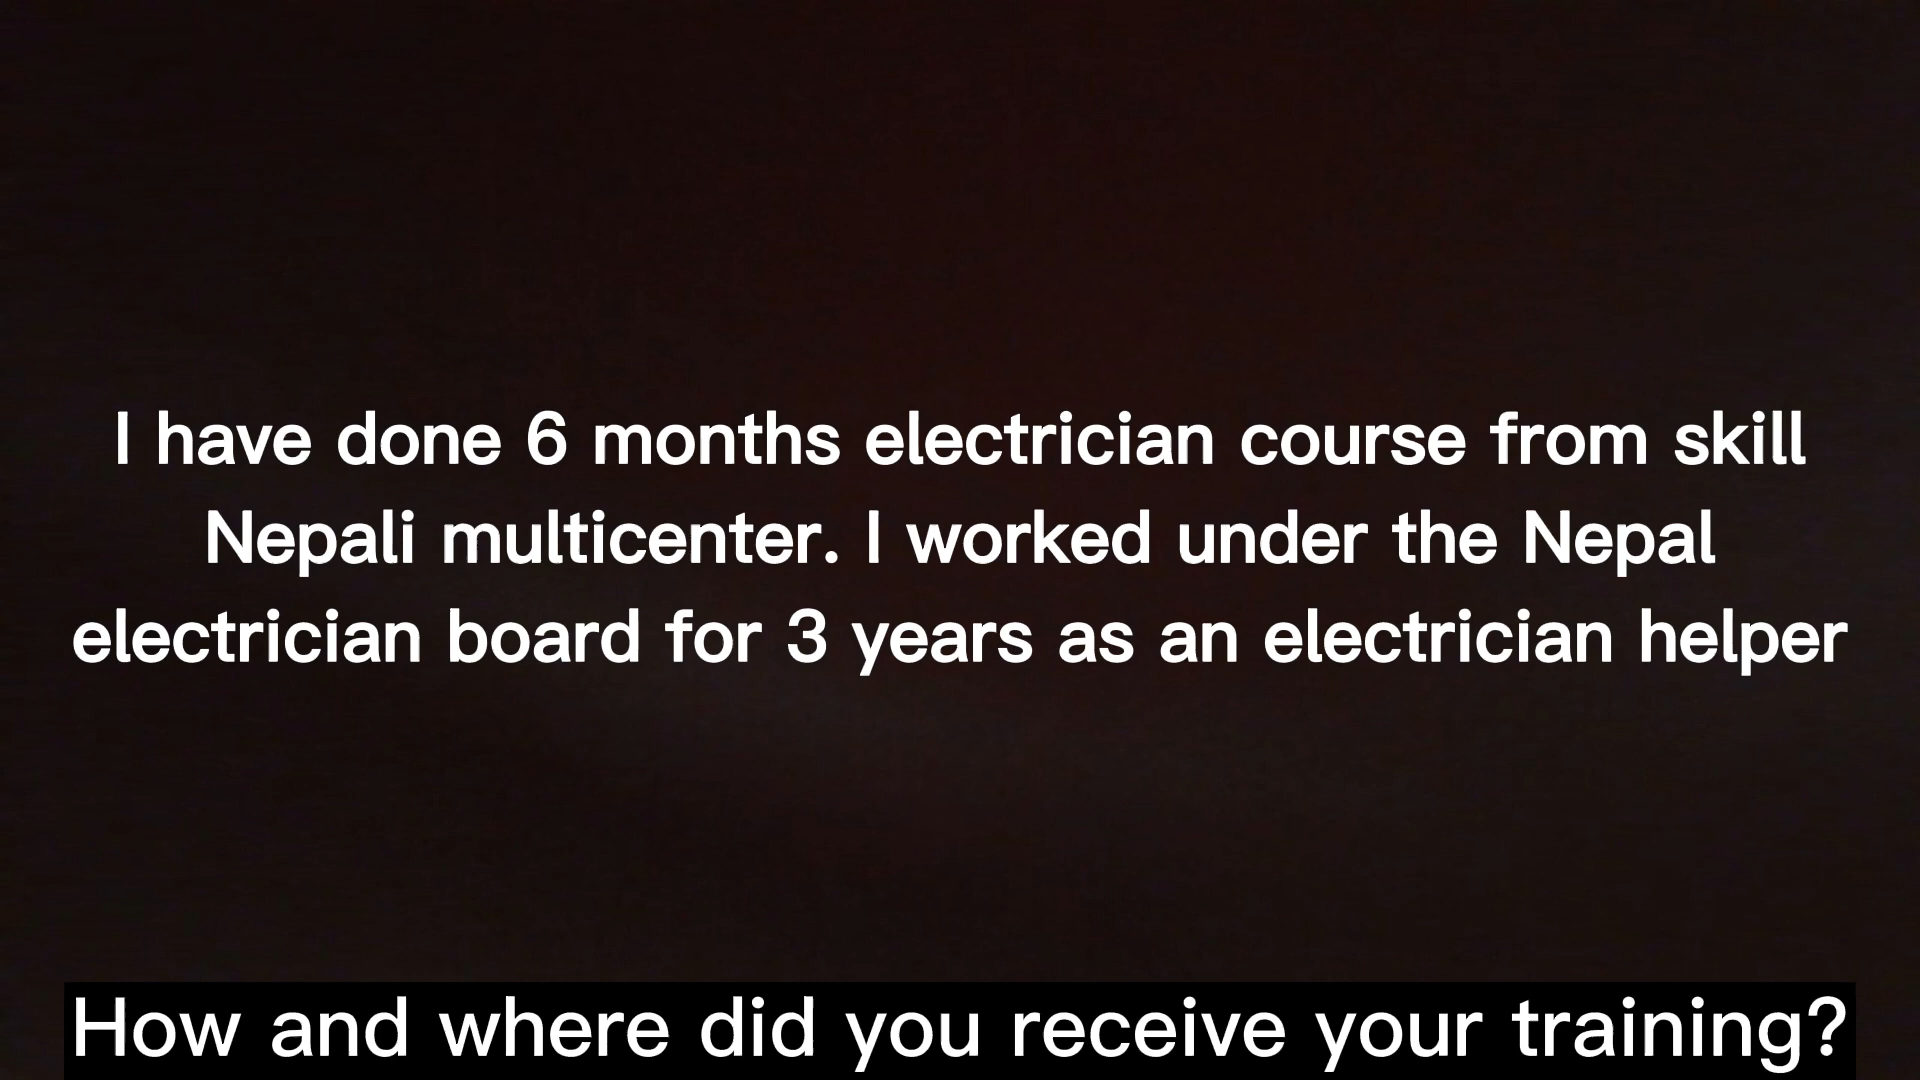 I have done 6 months electrician course from skill
Nepali multicenter. I worked under the Nepal
electrician board for 3 years as an electrician helper
How and where did you receive your training?